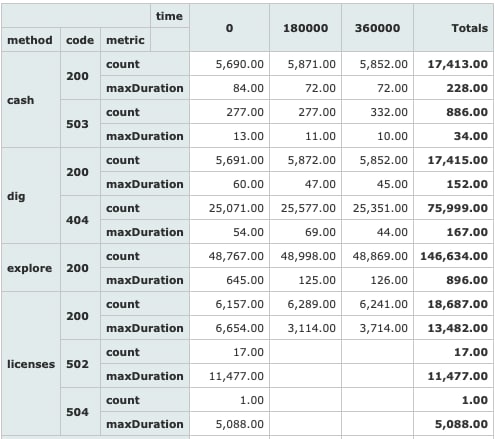 time
0 180000 360000 Totals
method code metric
cash 200 count 5,690.00 5,871.00 5,852.00 17,413.00
maxDuration 84.00 72.00 72.00 228.00
503 count 277.00 277.00 332.00 886.00
maxDuration 13.00 11.00 10.00 34.00
dig 200 count 5,691.00 5,872.00 5,852.00 17,415.00
maxDuration 60.00 47.00 45.00 152.00
404 count 25,071.00 25,577.00 25,351.00 75,999.00
maxDuration 54.00 69.00 44.00 167.00
explore 200 count 48,767.00 48,998.00 48,869.00 146,634.00
maxDuration 645.00 125.00 126.00 896.00
licenses 200 count 6,157.00 6,289.00 6,241.00 18,687.00
maxDuration 6,654.00 3,114.00 3,714.00 13,482.00
502 count 17.00 17.00
maxDuration 11,477.00 11,477.00
504 count 1.00 1.00
maxDuration 5,088.00 5,088.00